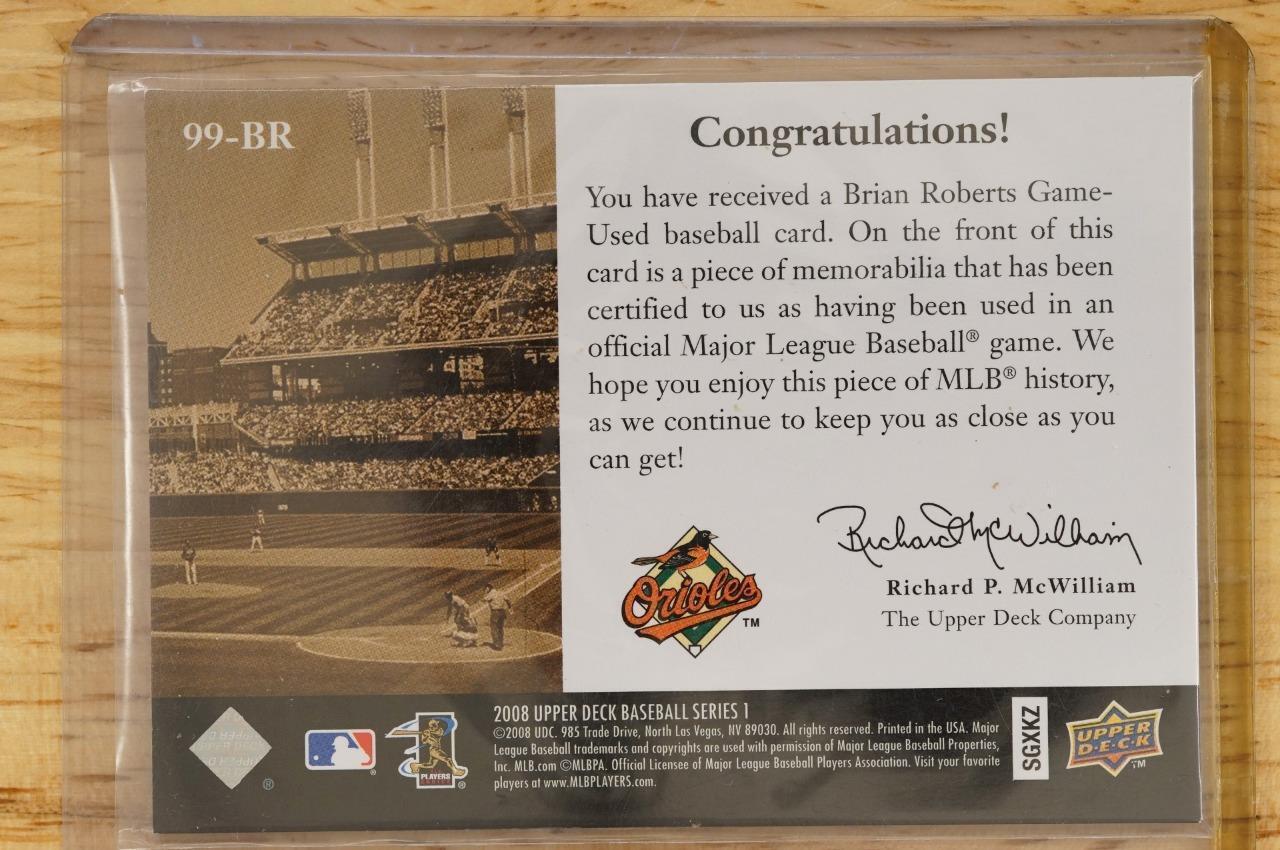 99-BR
Congratulations!
You have received a Brian Roberts Game-
Used baseball card. On the front of this
card is a piece of memorabilia that has been
certified to us as having been used in an
official Major League Baseball® game. We
hope you enjoy this piece of MLB® history,
as we continue to keep you as close as you
can get!
Richard McWilliam
Orioles TM
Richard P. McWilliam
The Upper Deck Company
2008 UPPER DECK BASEBALL SERIES 1
©2008 UDC. 985 Trade Drive, North Las Vegas, NV 89030. All rights reserved. Printed in the USA. Major
League Baseball trademarks and copyrights are used with permission of Major League Baseball Properties,
Inc. MLB.com ©MLBPA. Official Licensee of Major League Baseball Players Association. Visit your favorite
players at www.MLBPLAYERS.com.
PLAYERS
CHOICE
®
SGXKZ
UPPER
D·E·C·K
TM